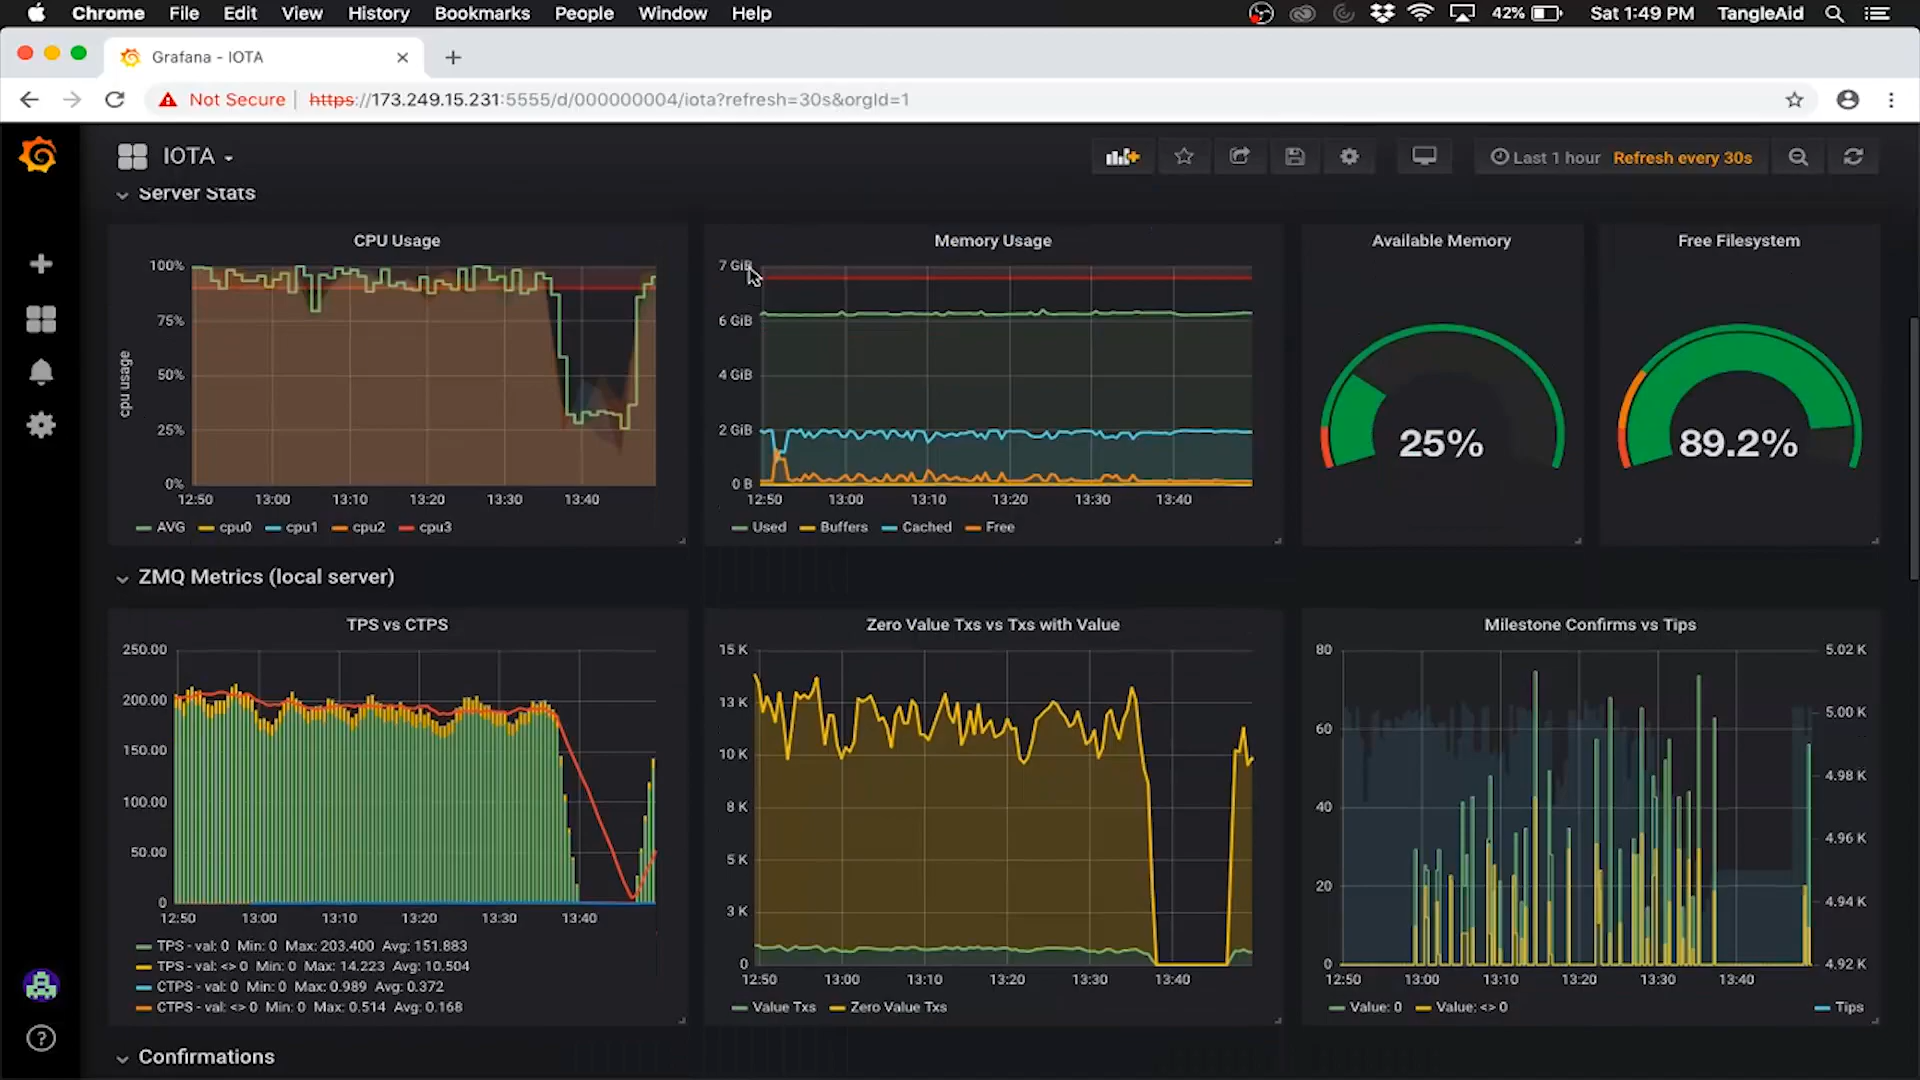 Chrome File Edit View History Bookmarks People Window Help 42% Sat 1:49 PM TangleAid
Grafana - IOTA
Not Secure https://173.249.15.231:5555/d/000000004/iota?refresh=30s&orgId=1
IOTA
Last 1 hour Refresh every 30s
Server Stats
CPU Usage
100%
75%
50%
25%
0%
cpu usage
12:50 13:00 13:10 13:20 13:30 13:40
AVG cpu0 cpu1 cpu2 cpu3
Memory Usage
7 GiB
6 GiB
4 GiB
2 GiB
0 B
12:50 13:00 13:10 13:20 13:30 13:40
Used Buffers Cached Free
Available Memory
25%
Free Filesystem
89.2%
ZMQ Metrics (local server)
TPS vs CTPS
250.00
200.00
150.00
100.00
50.00
0
12:50 13:00 13:10 13:20 13:30 13:40
TPS - val: 0 Min: 0 Max: 203.400 Avg: 151.883
TPS - val: <> 0 Min: 0 Max: 14.223 Avg: 10.504
CTPS - val: 0 Min: 0 Max: 0.989 Avg: 0.372
CTPS - val: <> 0 Min: 0 Max: 0.514 Avg: 0.168
Zero Value Txs vs Txs with Value
15 K
13 K
10 K
8 K
5 K
3 K
0
12:50 13:00 13:10 13:20 13:30 13:40
Value Txs Zero Value Txs
Milestone Confirms vs Tips
80
60
40
20
0
5.02 K
5.00 K
4.98 K
4.96 K
4.94 K
4.92 K
12:50 13:00 13:10 13:20 13:30 13:40
Value: 0 Value: <> 0 Tips
Confirmations